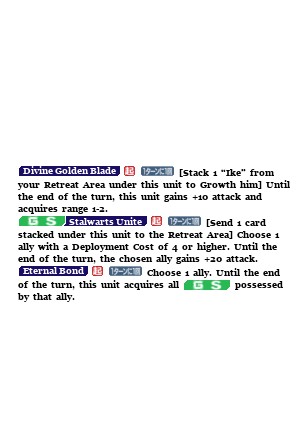 Divine Golden Blade 起 1ターンに1回 [Stack 1 "Ike" from
your Retreat Area under this unit to Growth him] Until
the end of the turn, this unit gains +10 attack and
acquires range 1-2.
G S Stalwarts Unite 起 1ターンに1回 [Send 1 card
stacked under this unit to the Retreat Area] Choose 1
ally with a Deployment Cost of 4 or higher. Until the
end of the turn, the chosen ally gains +20 attack.
Eternal Bond 起 1ターンに1回 Choose 1 ally. Until the end
of the turn, this unit acquires all G S possessed
by that ally.